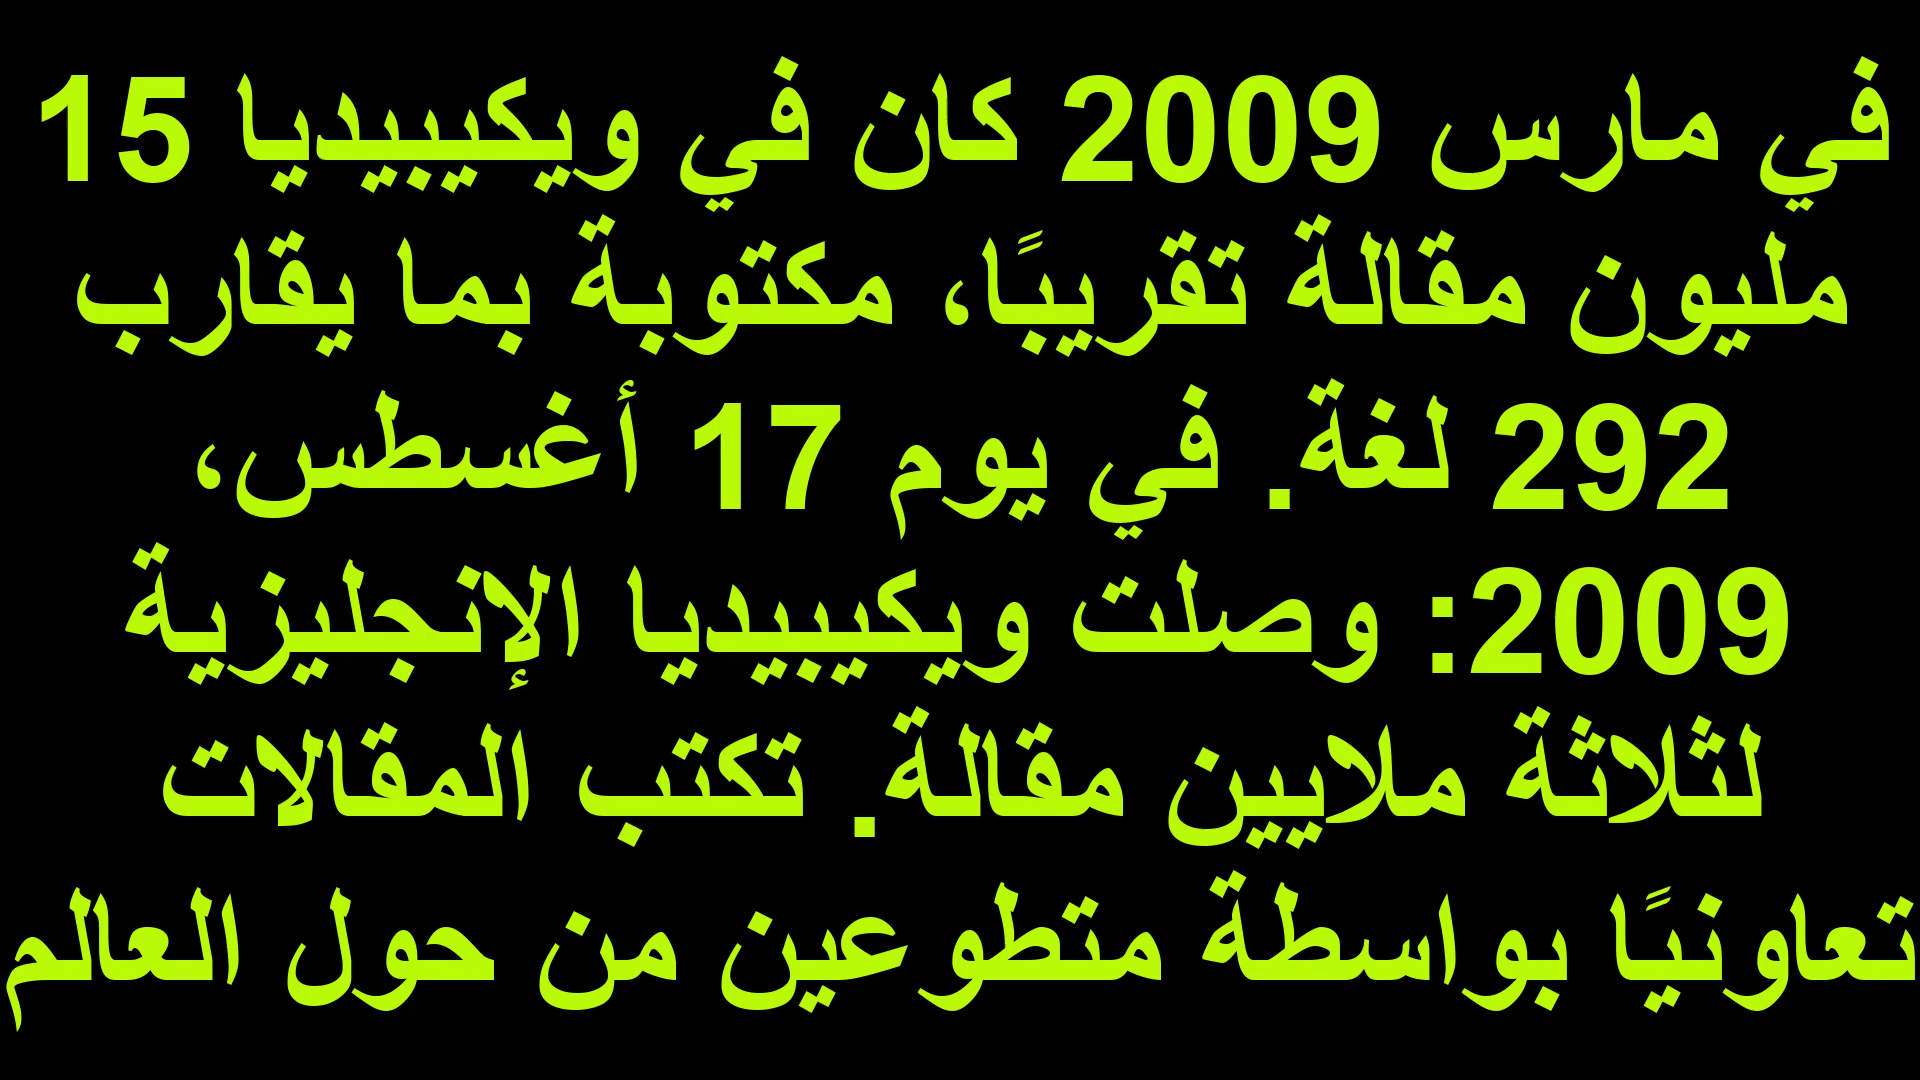 في مارس 2009 كان في ويكيبيديا 15
مليون مقالة تقريبًا، مكتوبة بما يقارب
292 لغة. في يوم 17 أغسطس،
2009: وصلت ويكيبيديا الإنجليزية
لثلاثة ملايين مقالة. تكتب المقالات
تعاونيًا بواسطة متطوعين من حول العالم